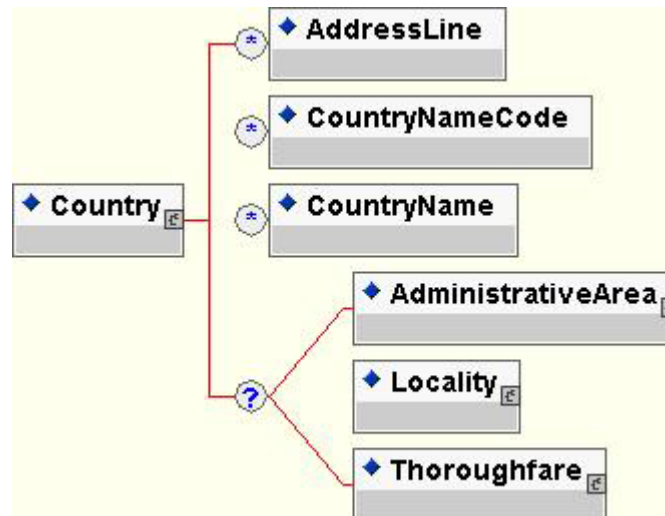 AddressLine
*
CountryNameCode
*
Country
CountryName
*
AdministrativeArea
?
Locality
Thoroughfare